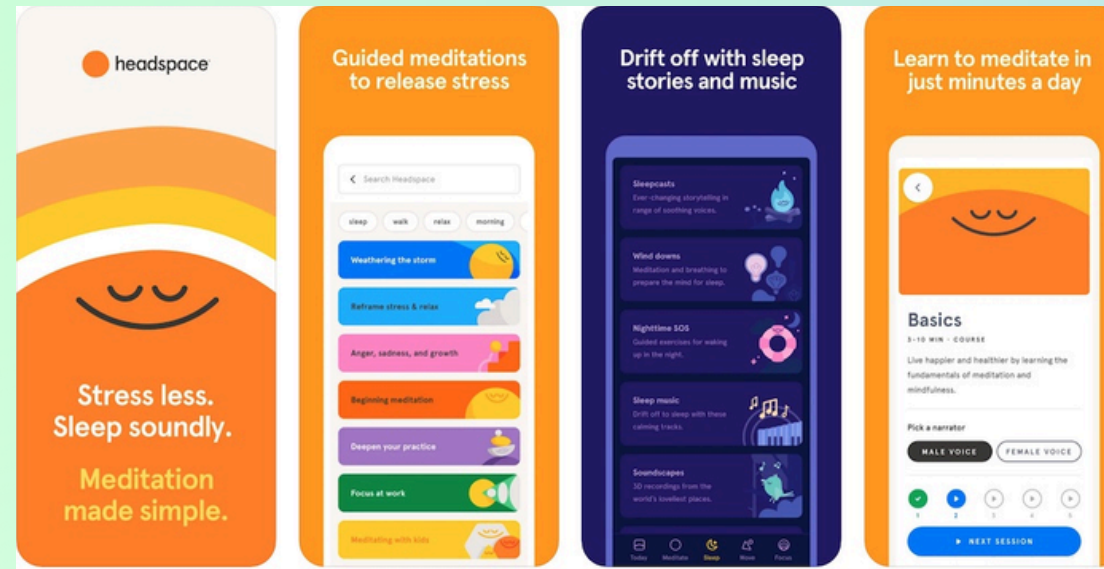 headspace
Stress less.
Sleep soundly.
Meditation
made simple.
Guided meditations
to release stress
Search Headspace
sleep walk relax morning
Weathering the storm
Reframe stress & relax
Anger, sadness, and growth
Beginning meditation
Deepen your practice
Focus at work
Meditating with kids
Drift off with sleep
stories and music
Sleepcasts
Ever-changing storytelling in
range of soothing voices.
Wind downs
Meditation and breathing to
prepare the mind for sleep.
Nighttime SOS
Guided exercises for waking
up in the night.
Sleep music
Drift off to sleep with these
calming tracks.
Soundscapes
3D recordings from the
world's loveliest places.
Today Meditate Sleep Move Focus
Learn to meditate in
just minutes a day
Basics
3-10 MIN · COURSE
Live happier and healthier by learning the
fundamentals of meditation and
mindfulness.
Pick a narrator
MALE VOICE FEMALE VOICE
1 2 3 4 5
NEXT SESSION